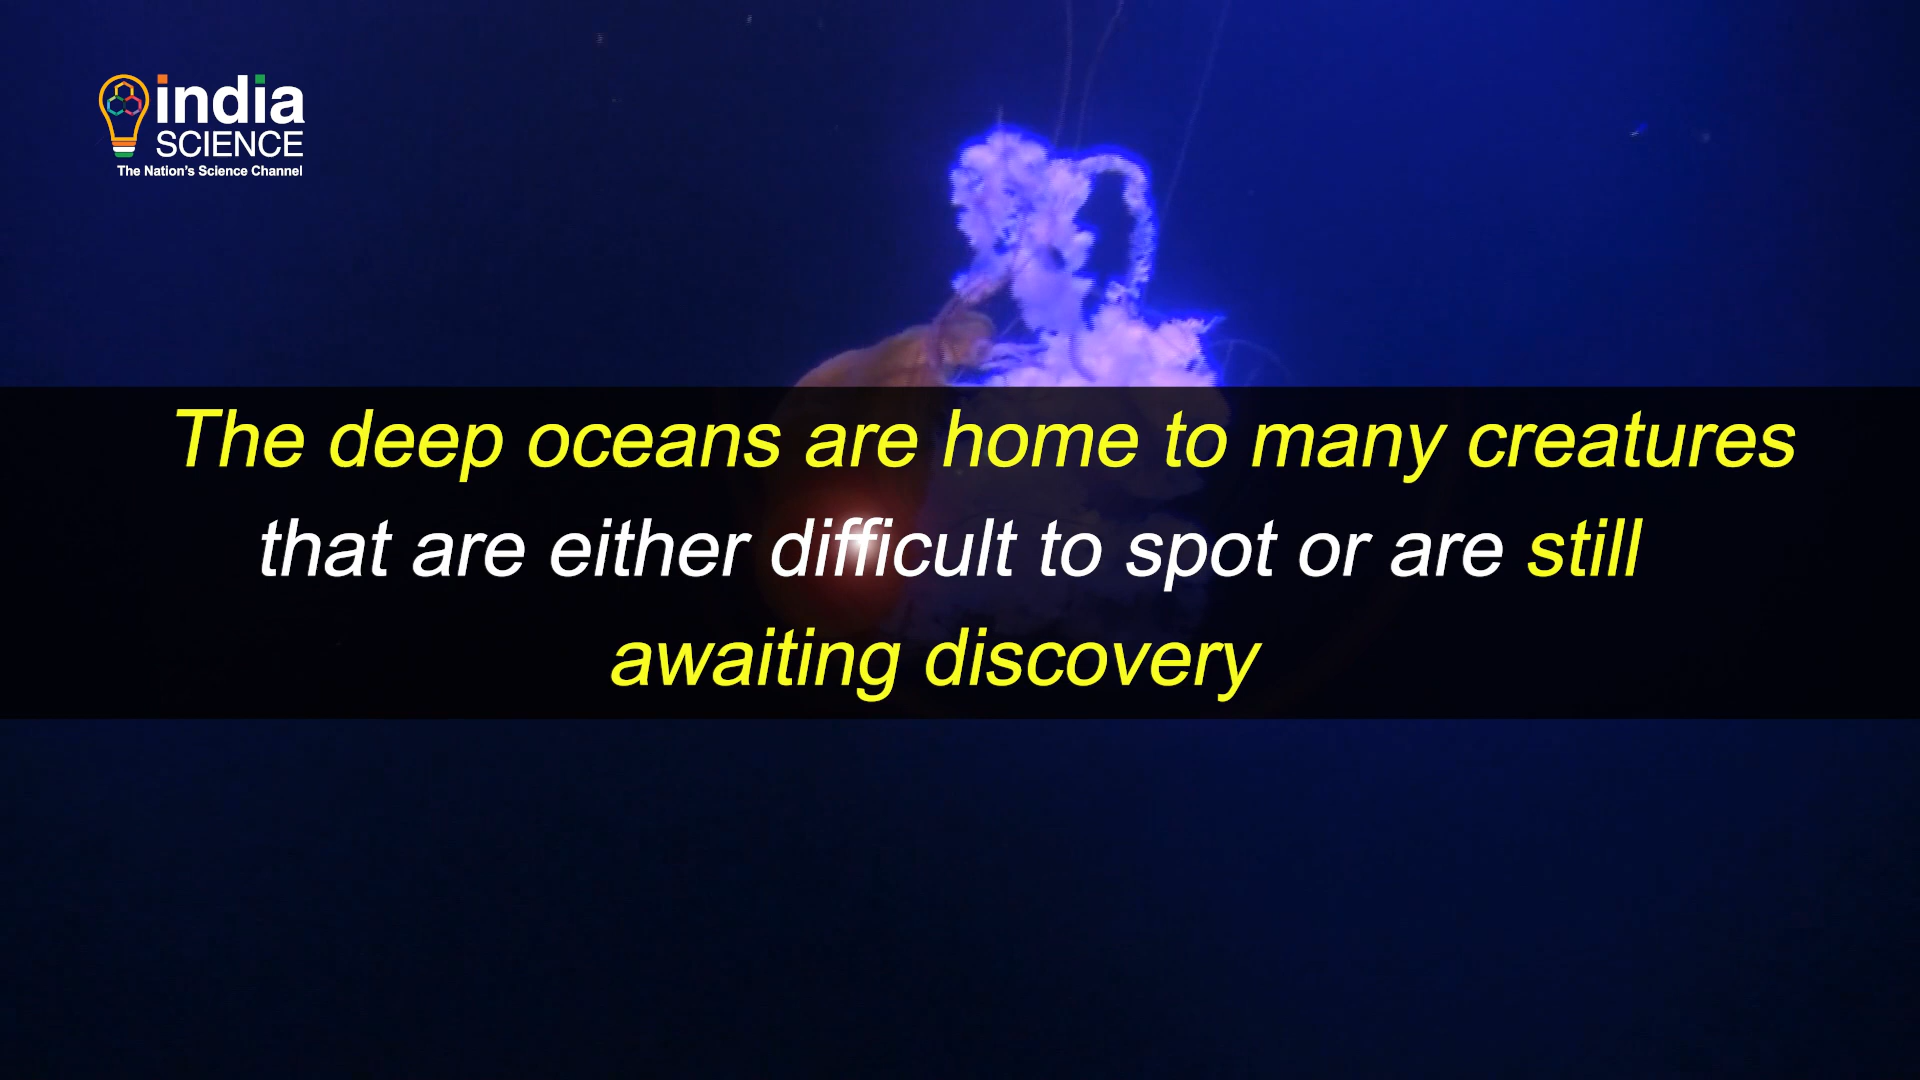 india
SCIENCE
The Nation's Science Channel
The deep oceans are home to many creatures
that are either difficult to spot or are still
awaiting discovery